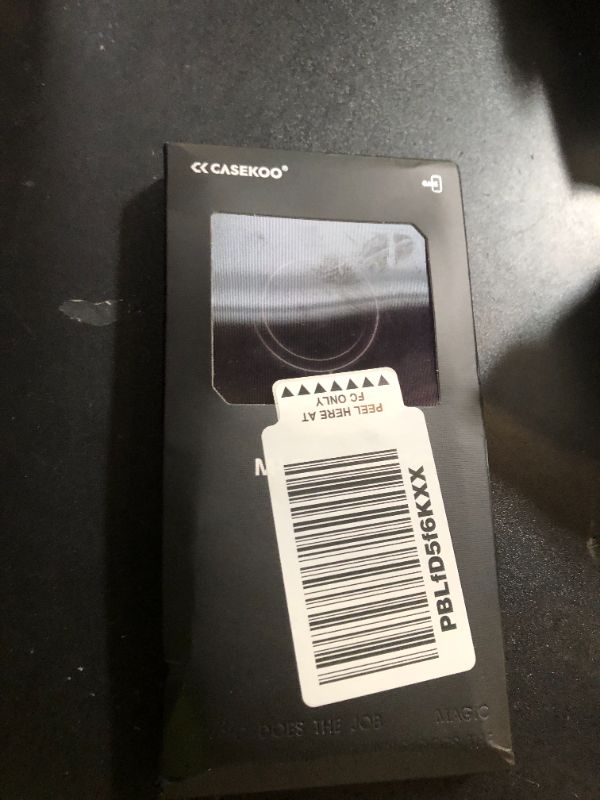 CASEKOO®
PEEL HERE AT
FC ONLY
M
PBLfD5f6KXX
DOES THE JOB
MAGIC